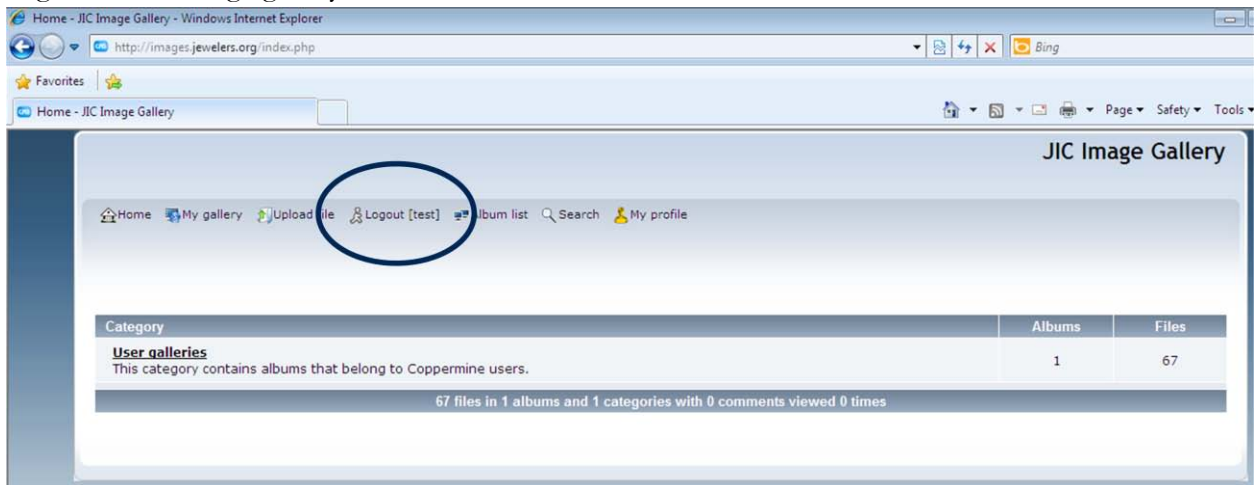 Home - JIC Image Gallery - Windows Internet Explorer
http://images.jewelers.org/index.php
Bing
Favorites
Home - JIC Image Gallery
Page Safety Tools
JIC Image Gallery
Home My gallery Upload file Logout [test] Album list Search My profile
Category Albums Files
User galleries
This category contains albums that belong to Coppermine users.
1 67
67 files in 1 albums and 1 categories with 0 comments viewed 0 times